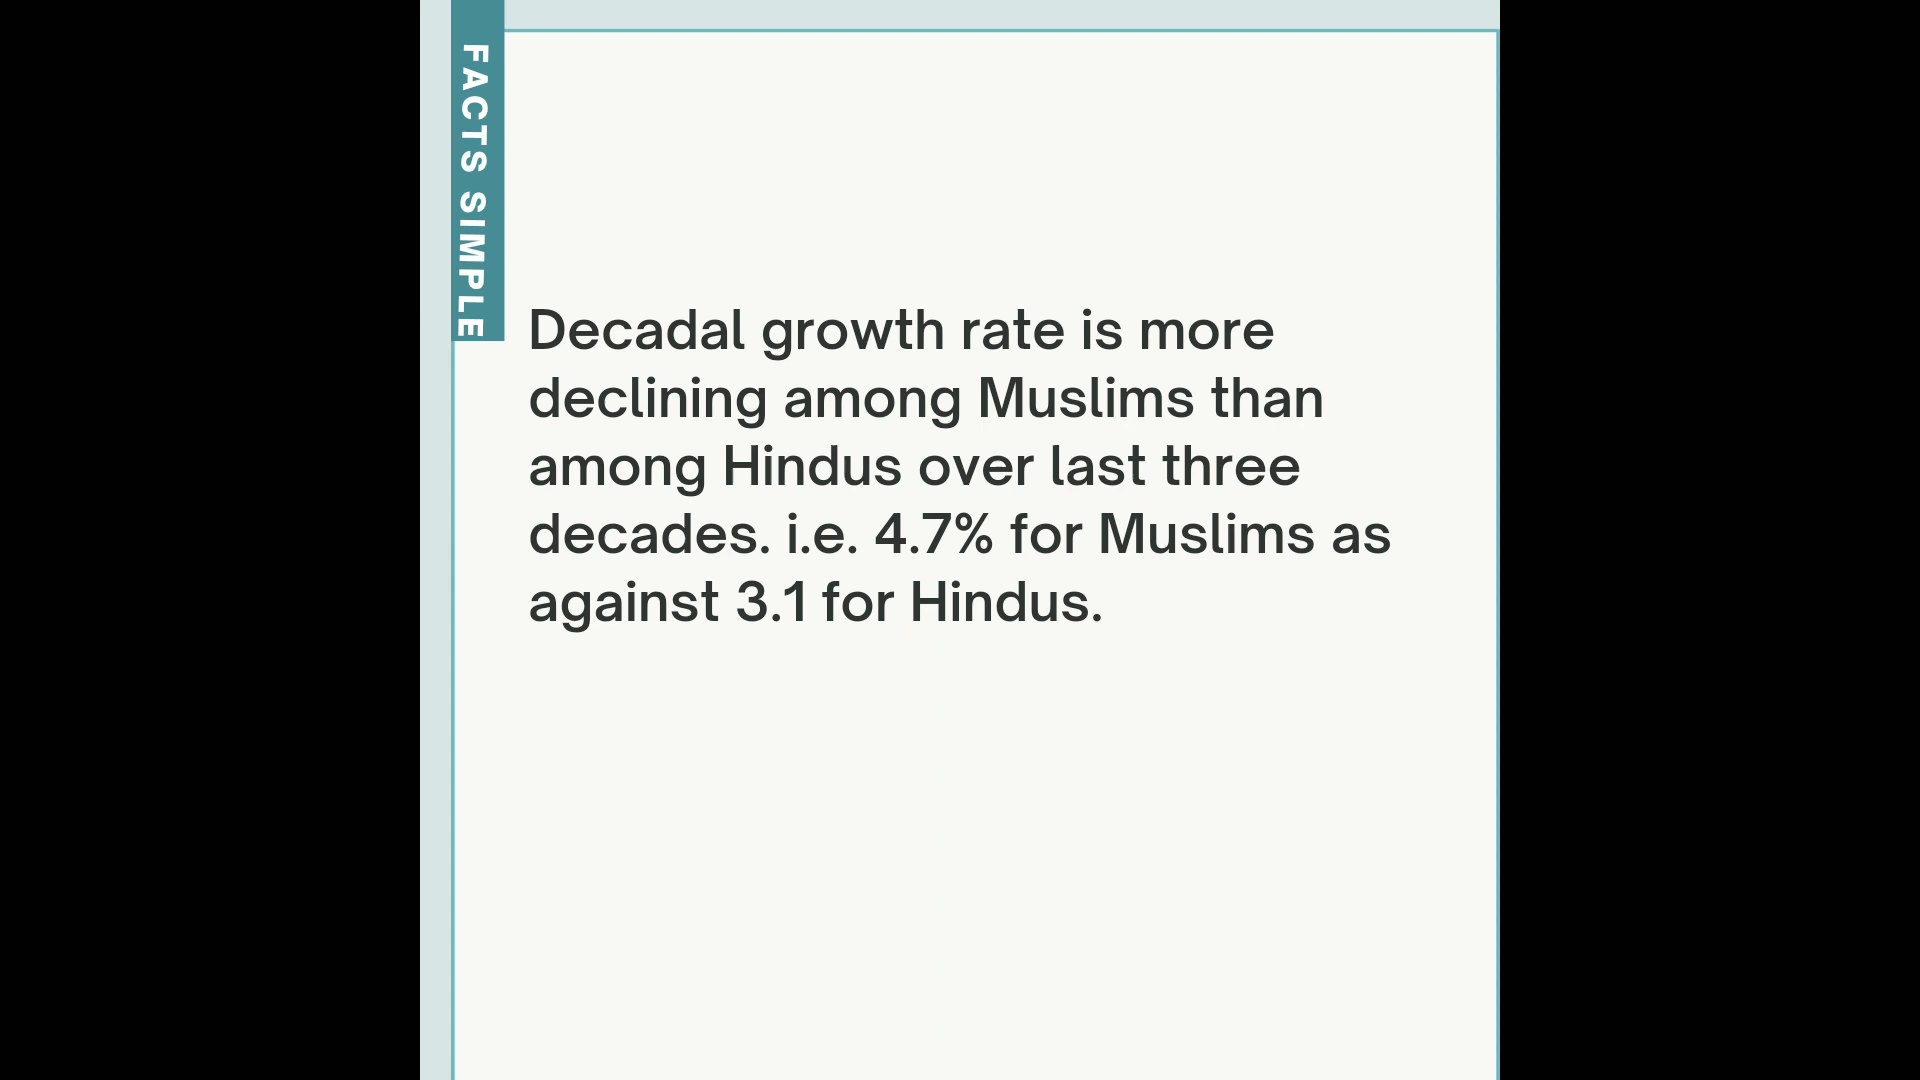 FACTS SIMPLE
Decadal growth rate is more
declining among Muslims than
among Hindus over last three
decades. i.e. 4.7% for Muslims as
against 3.1 for Hindus.